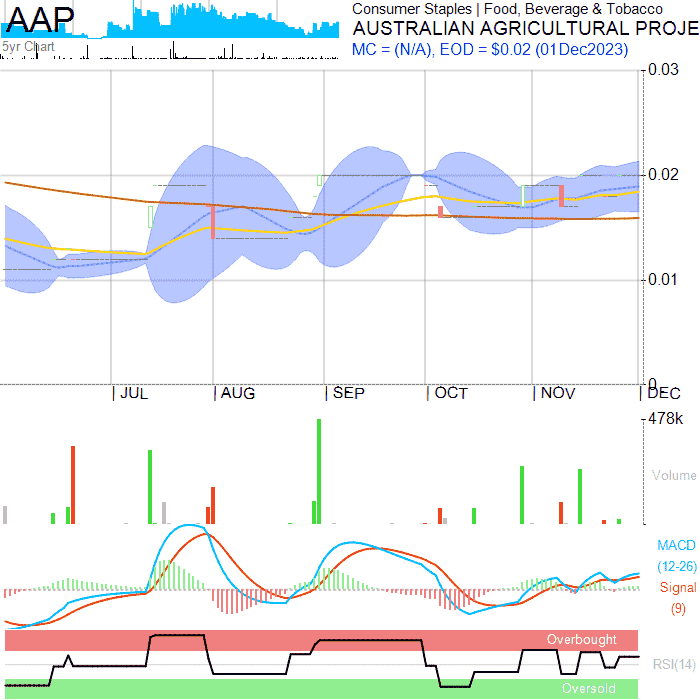 AAP
5yr Chart
Consumer Staples | Food, Beverage & Tobacco
AUSTRALIAN AGRICULTURAL PROJE
MC = (N/A), EOD = $0.02 (01Dec2023)
0.03
0.02
0.01
0
JUL AUG SEP OCT NOV DEC
478k
Volume
MACD
(12-26)
Signal
(9)
Overbought
RSI(14)
Oversold